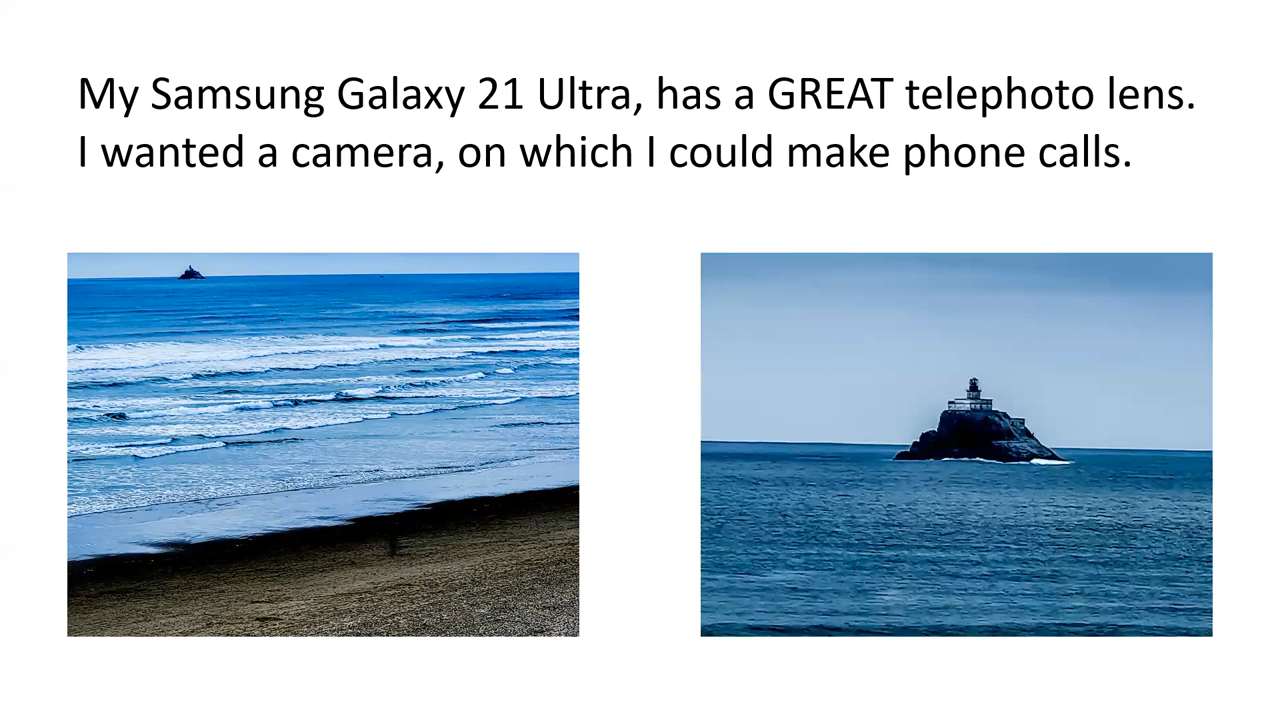 My Samsung Galaxy 21 Ultra, has a GREAT telephoto lens.
I wanted a camera, on which I could make phone calls.